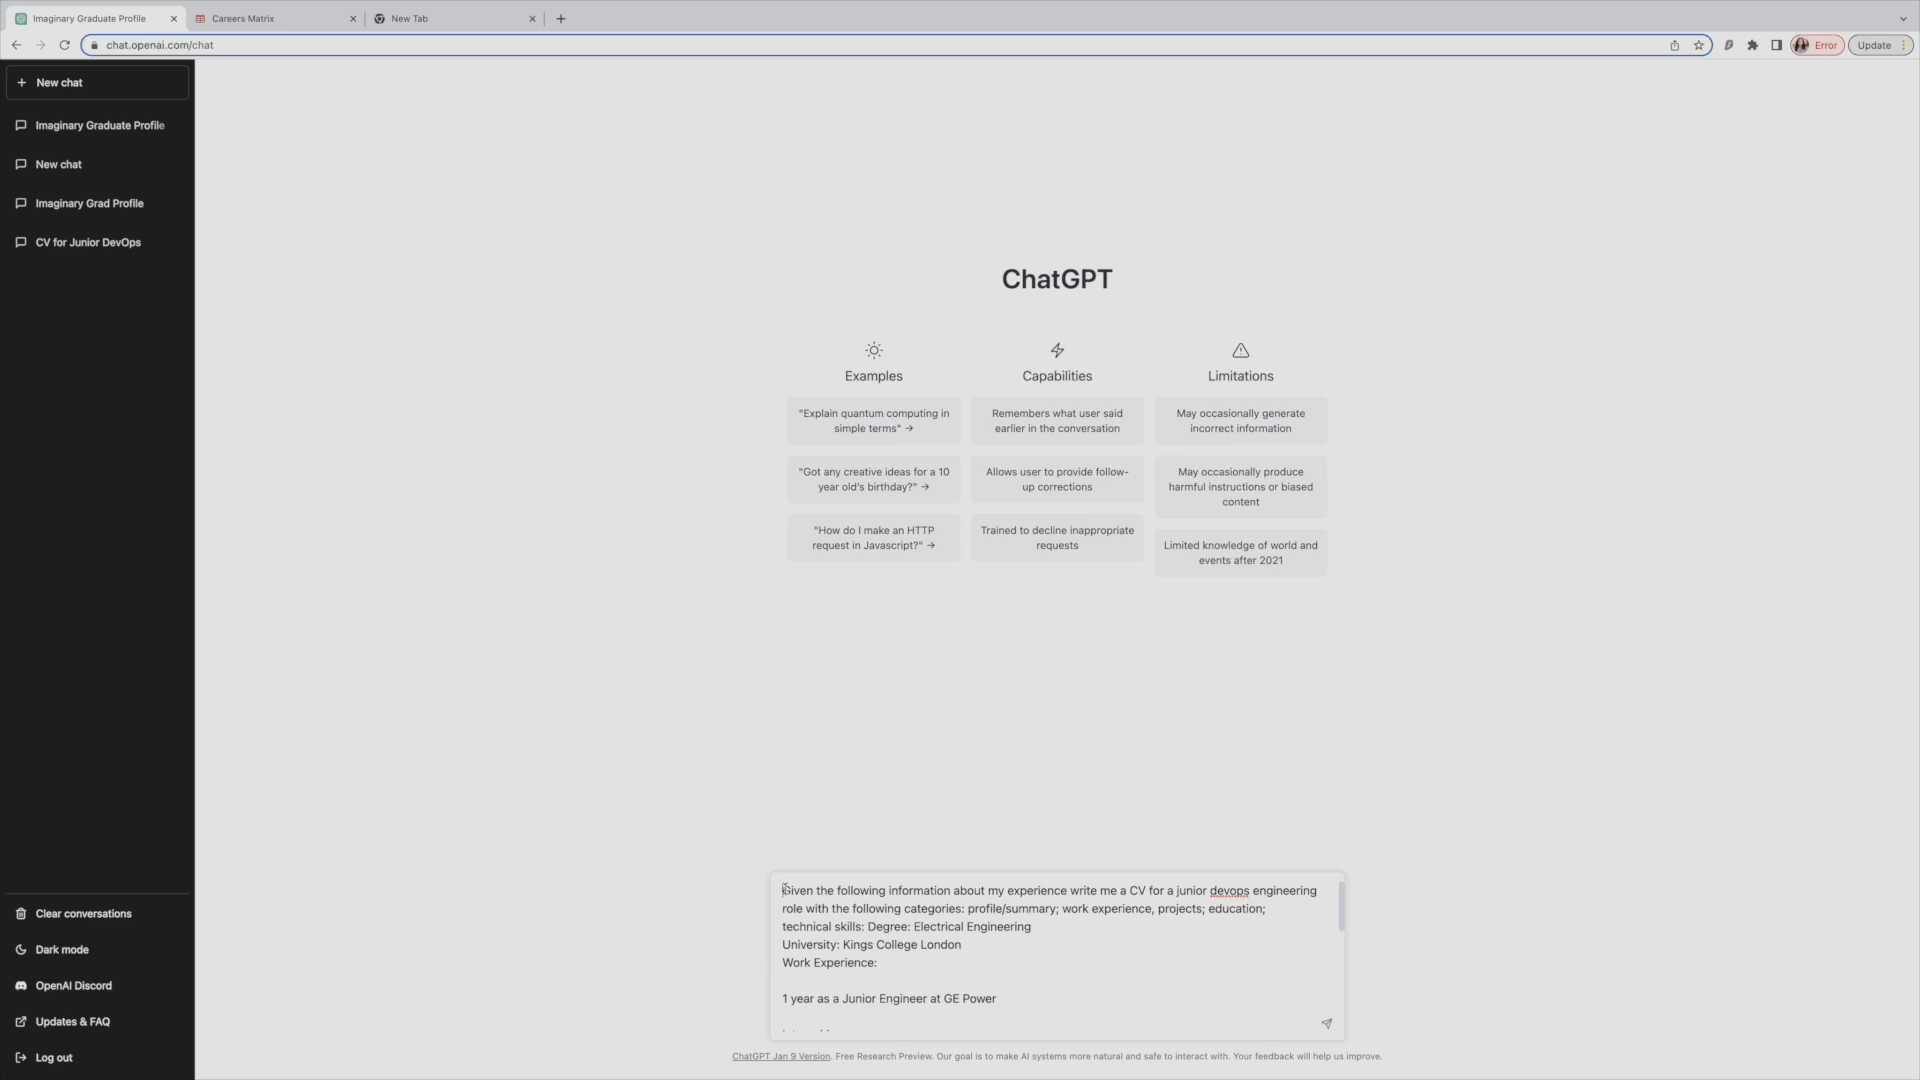 Imaginary Graduate Profile
Careers Matrix
New Tab
chat.openai.com/chat
Error
Update
New chat
Imaginary Graduate Profile
New chat
Imaginary Grad Profile
CV for Junior DevOps
ChatGPT
Examples
Capabilities
Limitations
"Explain quantum computing in
simple terms" →
Remembers what user said
earlier in the conversation
May occasionally generate
incorrect information
"Got any creative ideas for a 10
year old's birthday?" →
Allows user to provide follow-
up corrections
May occasionally produce
harmful instructions or biased
content
"How do I make an HTTP
request in Javascript?" →
Trained to decline inappropriate
requests
Limited knowledge of world and
events after 2021
Given the following information about my experience write me a CV for a junior devops engineering
role with the following categories: profile/summary; work experience, projects; education;
technical skills: Degree: Electrical Engineering
University: Kings College London
Work Experience:
1 year as a Junior Engineer at GE Power
Clear conversations
Dark mode
OpenAI Discord
Updates & FAQ
Log out
ChatGPT Jan 9 Version. Free Research Preview. Our goal is to make AI systems more natural and safe to interact with. Your feedback will help us improve.